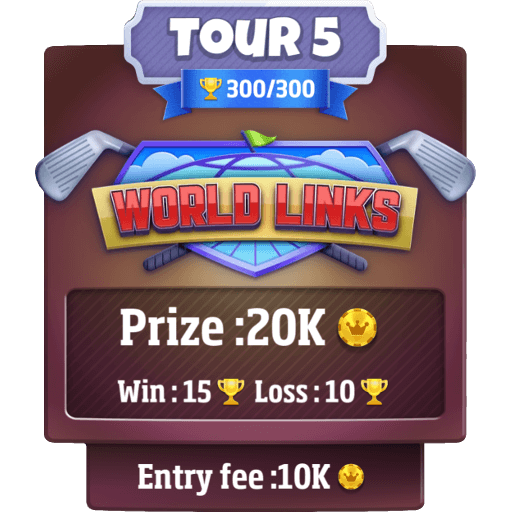 TOUR 5
300/300
WORLD LINKS
Prize :20K
Win : 15 Loss : 10
Entry fee :10K